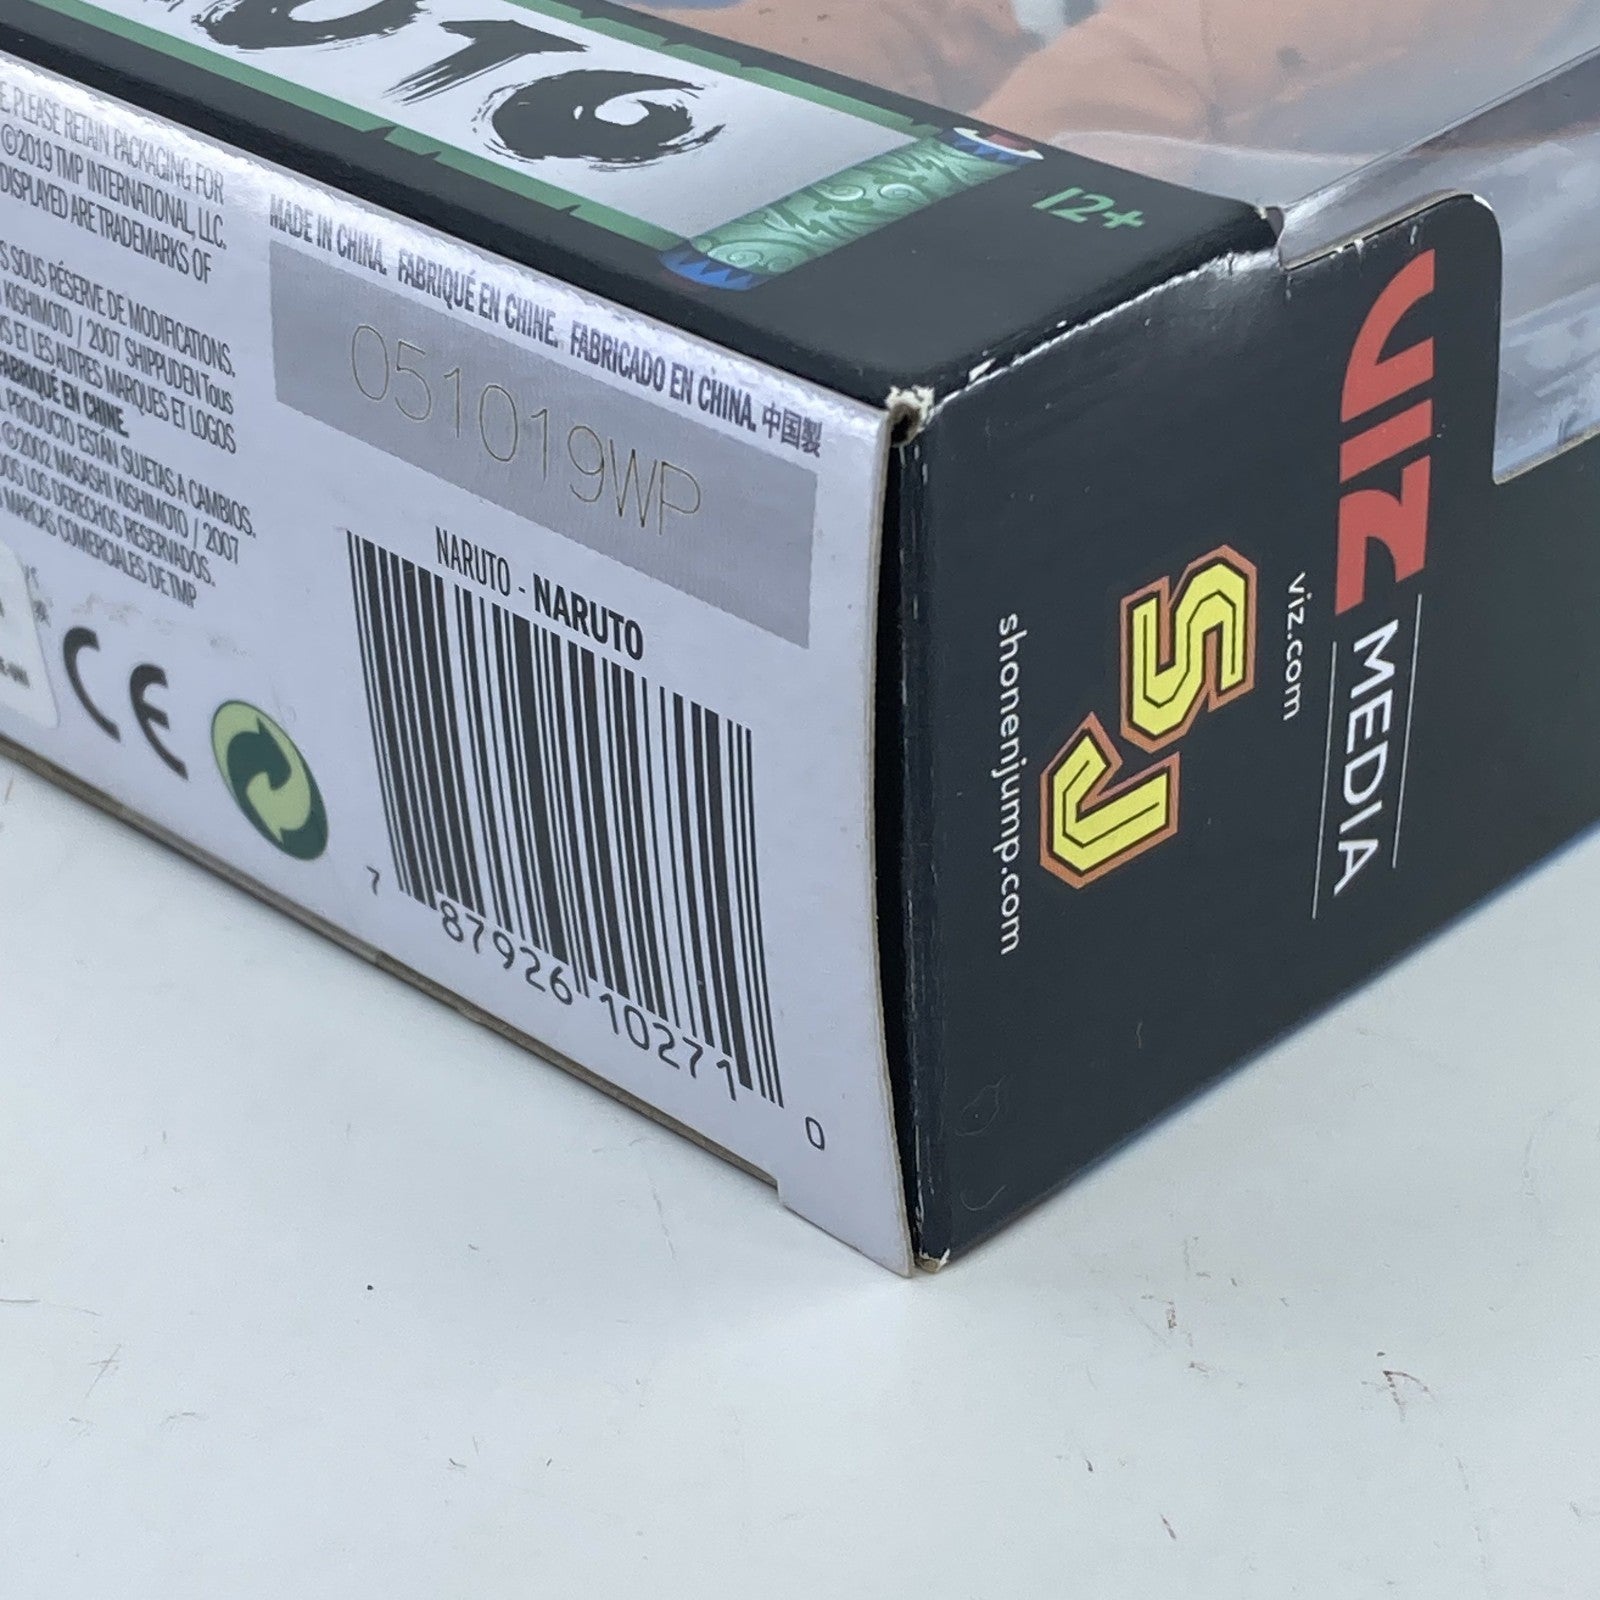 UTO
12+
E, PLEASE RETAIN PACKAGING FOR
©2019 TMP INTERNATIONAL, LLC.
DISPLAYED ARE TRADEMARKS OF
SOUS RÉSERVE DE MODIFICATIONS.
KISHIMOTO / 2007 SHIPPUDEN Tous
ET LES AUTRES MARQUES ET LOGOS
FABRIQUÉ EN CHINE.
PRODUCTO ESTÁN SUJETAS A CAMBIOS.
©2002 MASASHI KISHIMOTO / 2007
LOS DERECHOS RESERVADOS.
MARCAS COMERCIALES DE TMP
CE
MADE IN CHINA. FABRIQUÉ EN CHINE. FABRICADO EN CHINA. 中国製
051019WP
NARUTO - NARUTO
7 87926 10271 0
VIZ MEDIA
viz.com
SJ
shonenjump.com